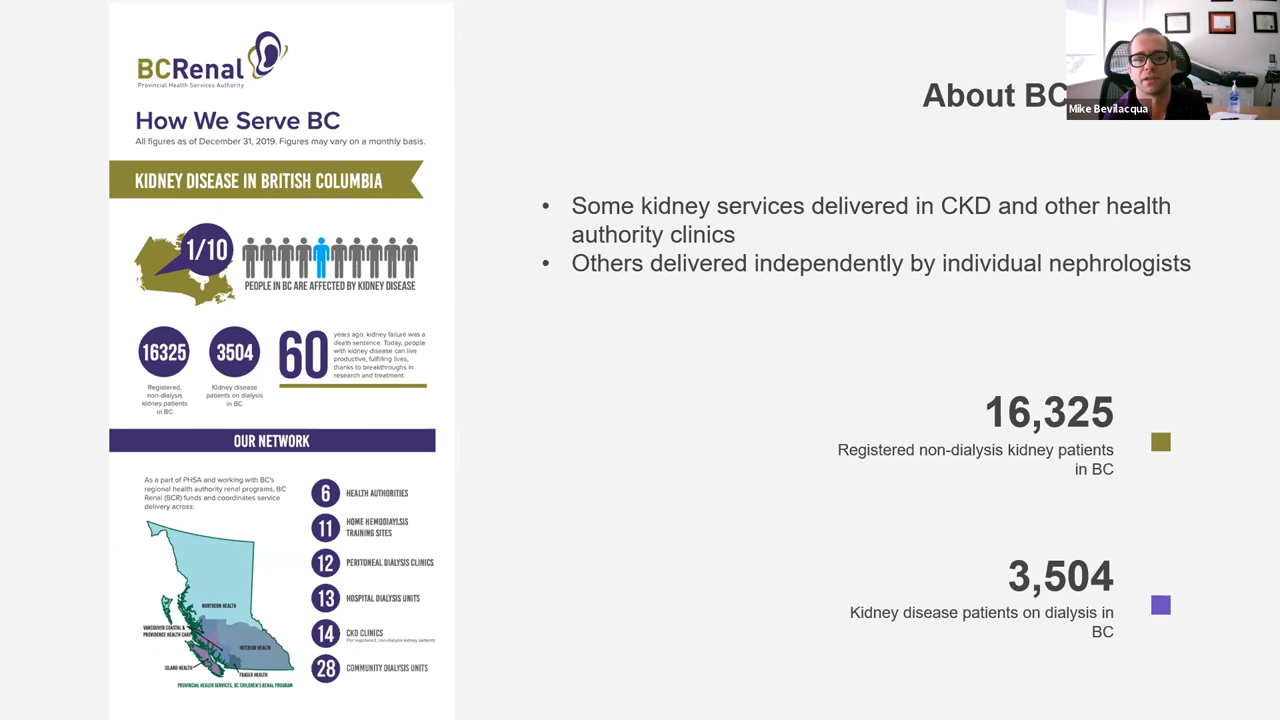 BCRenal
Provincial Health Services Authority
How We Serve BC
All figures as of December 31, 2019. Figures may vary on a monthly basis.
KIDNEY DISEASE IN BRITISH COLUMBIA
1/10
PEOPLE IN BC ARE AFFECTED BY KIDNEY DISEASE
16325
Registered,
non-dialysis
kidney patients
in BC
3504
Kidney disease
patients on dialysis
in BC
60
years ago, kidney failure was a
death sentence. Today, people
with kidney disease can live
productive, fulfilling lives,
thanks to breakthroughs in
research and treatment.
OUR NETWORK
As a part of PHSA and working with BC's
regional health authority renal programs, BC
Renal (BCR) funds and coordinates service
delivery across:
NORTHERN HEALTH
VANCOUVER COASTAL &
PROVIDENCE HEALTH CARE
INTERIOR HEALTH
ISLAND HEALTH
FRASER HEALTH
PROVINCIAL HEALTH SERVICES, BC CHILDREN'S RENAL PROGRAM
6 HEALTH AUTHORITIES
11 HOME HEMODIAYLSIS
TRAINING SITES
12 PERITONEAL DIALYSIS CLINICS
13 HOSPITAL DIALYSIS UNITS
14 CKD CLINICS
For registered, non-dialysis kidney patients
28 COMMUNITY DIALYSIS UNITS
About BC
Mike Bevilacqua
• Some kidney services delivered in CKD and other health
authority clinics
• Others delivered independently by individual nephrologists
16,325
Registered non-dialysis kidney patients
in BC
3,504
Kidney disease patients on dialysis in
BC